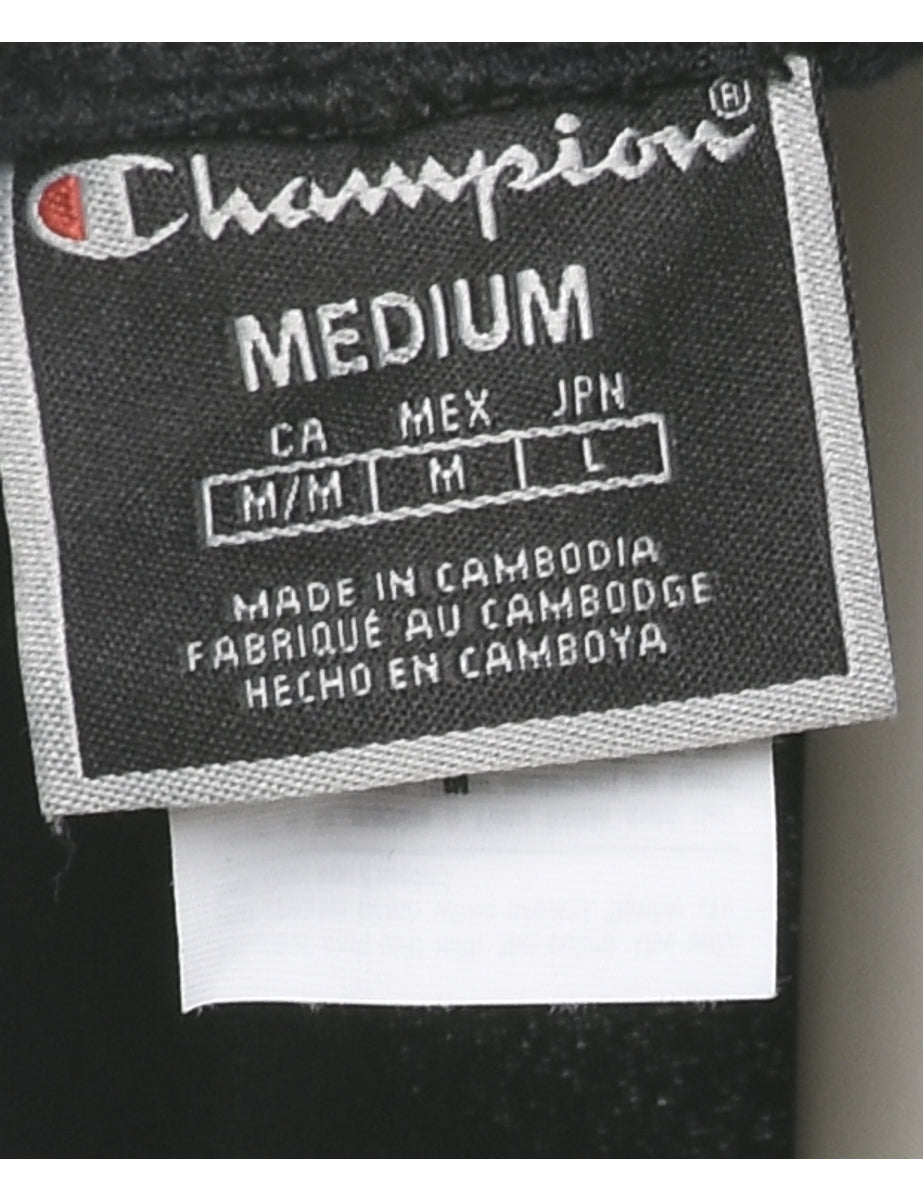 Champion®
MEDIUM
CA MEX JPN
M/M M L
MADE IN CAMBODIA
FABRIQUÉ AU CAMBODGE
HECHO EN CAMBOYA